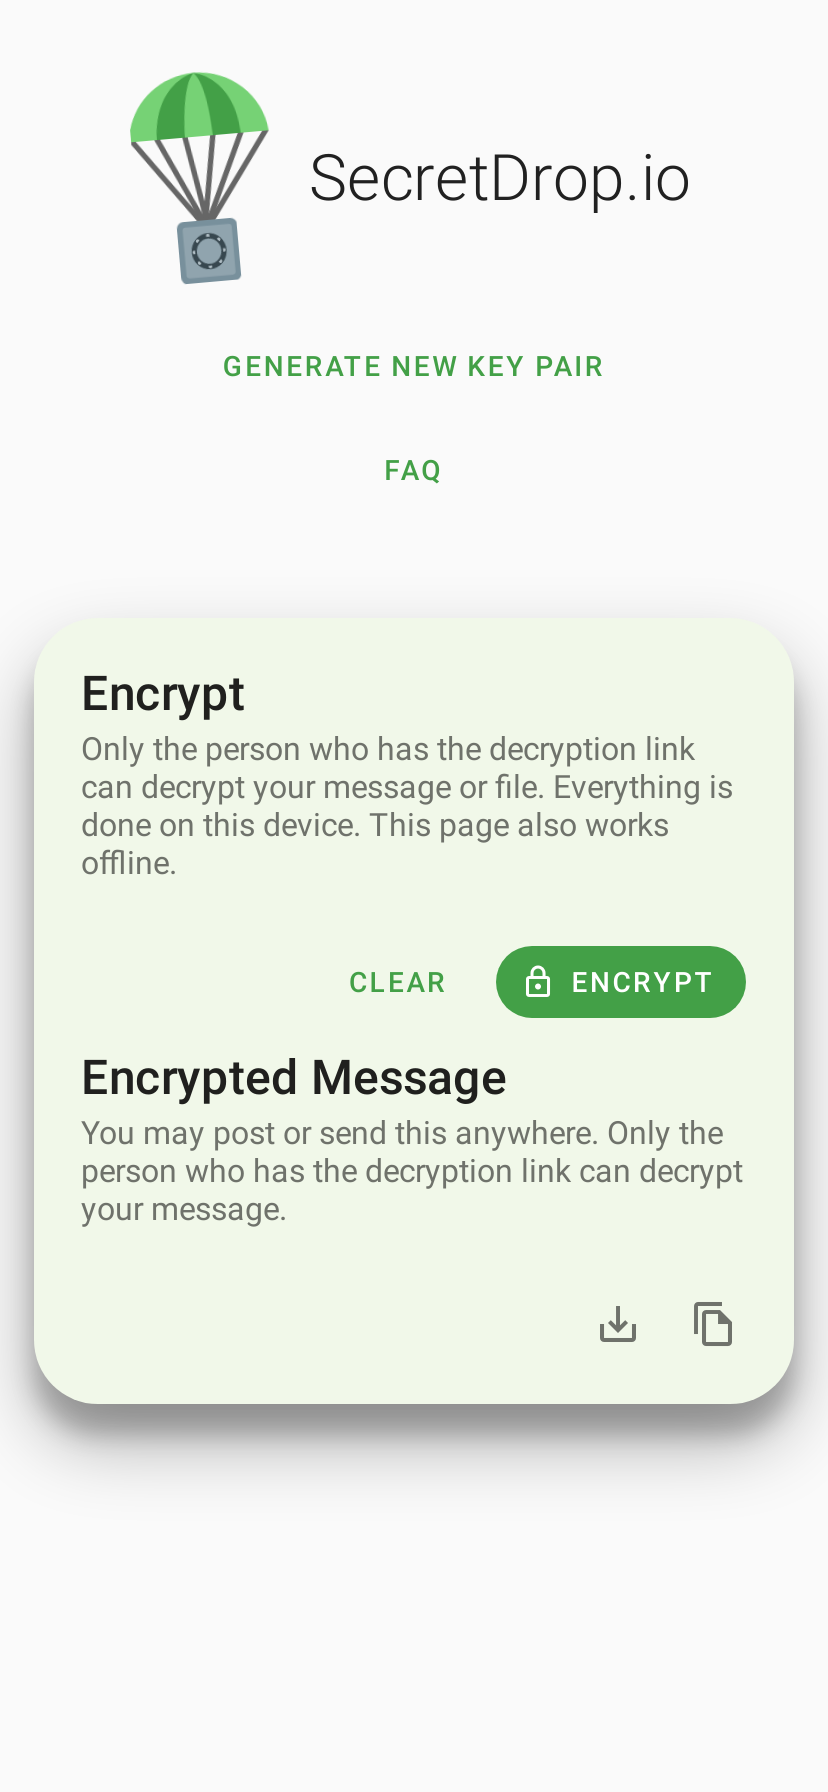 SecretDrop.io
GENERATE NEW KEY PAIR
FAQ
Encrypt
Only the person who has the decryption link
can decrypt your message or file. Everything is
done on this device. This page also works
offline.
CLEAR
ENCRYPT
Encrypted Message
You may post or send this anywhere. Only the
person who has the decryption link can decrypt
your message.